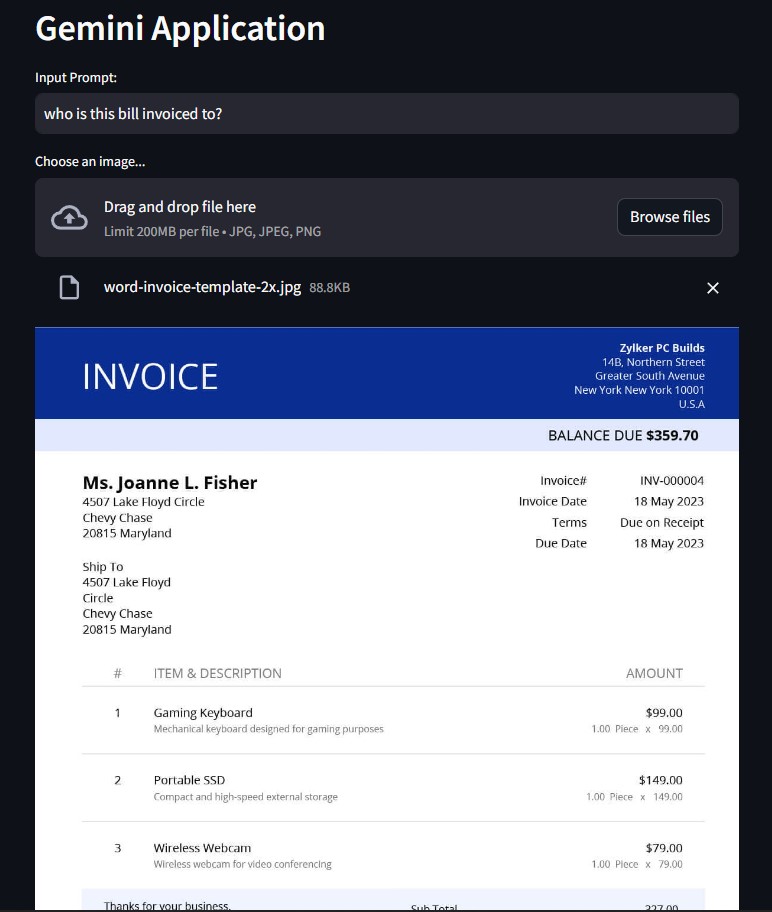 Gemini Application
Input Prompt:
who is this bill invoiced to?
Choose an image...
Drag and drop file here
Limit 200MB per file • JPG, JPEG, PNG
Browse files
word-invoice-template-2x.jpg 88.8KB
INVOICE
Zylker PC Builds
14B, Northern Street
Greater South Avenue
New York New York 10001
U.S.A
BALANCE DUE $359.70
Ms. Joanne L. Fisher
4507 Lake Floyd Circle
Chevy Chase
20815 Maryland
Invoice# INV-000004
Invoice Date 18 May 2023
Terms Due on Receipt
Due Date 18 May 2023
Ship To
4507 Lake Floyd
Circle
Chevy Chase
20815 Maryland
# ITEM & DESCRIPTION AMOUNT
1 Gaming Keyboard $99.00
Mechanical keyboard designed for gaming purposes 1.00 Piece x 99.00
2 Portable SSD $149.00
Compact and high-speed external storage 1.00 Piece x 149.00
3 Wireless Webcam $79.00
Wireless webcam for video conferencing 1.00 Piece x 79.00
Thanks for your business. Sub Total 327.00